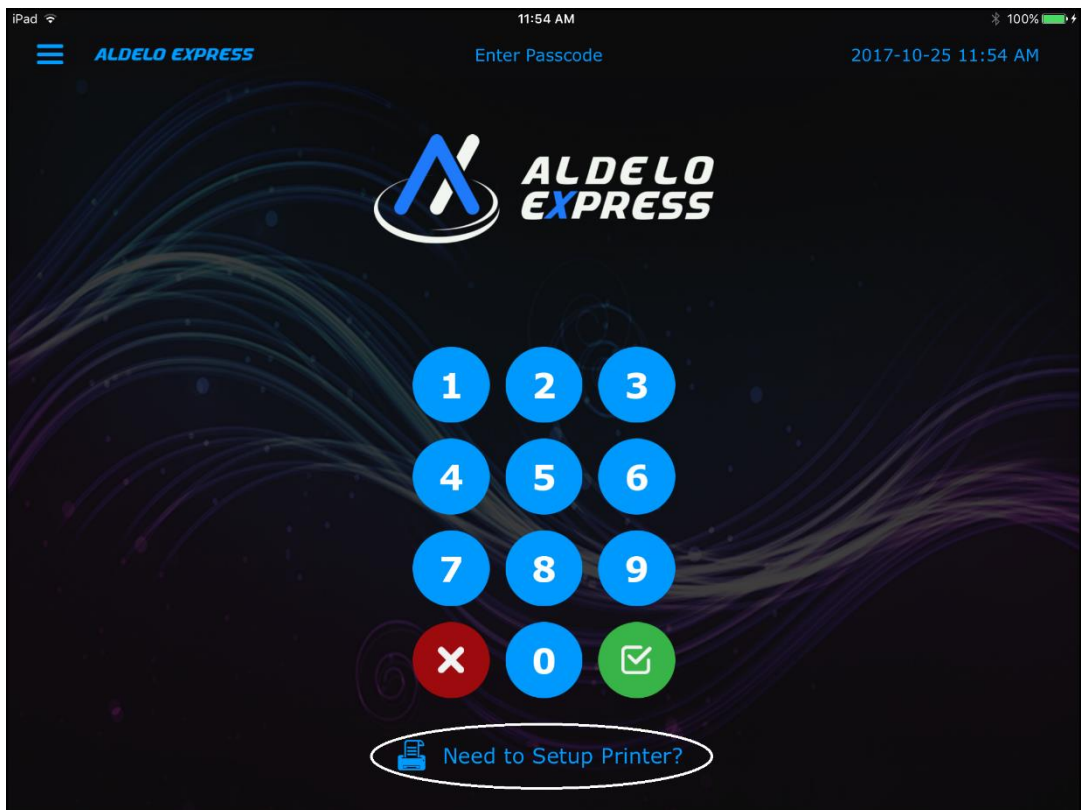 iPad 11:54 AM 100%
ALDELO EXPRESS Enter Passcode 2017-10-25 11:54 AM
ALDELO
EXPRESS
1 2 3
4 5 6
7 8 9
0
Need to Setup Printer?